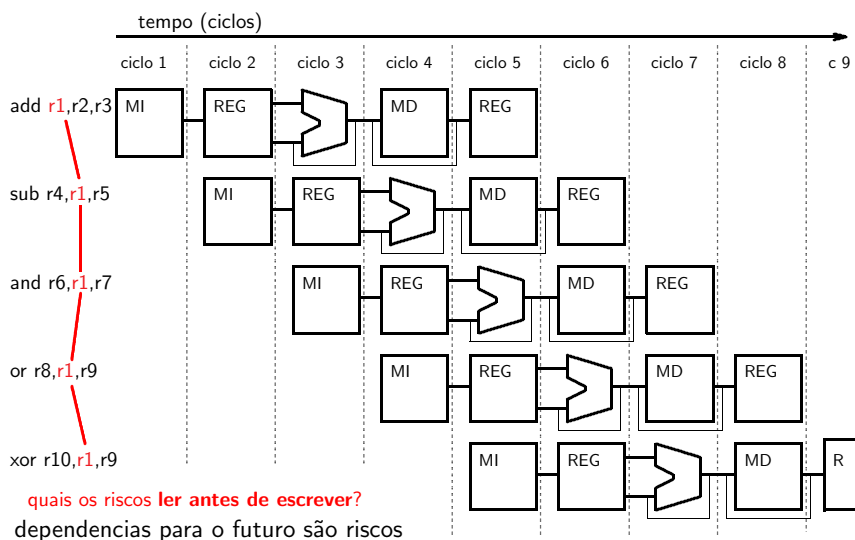 tempo (ciclos)
ciclo 1 ciclo 2 ciclo 3 ciclo 4 ciclo 5 ciclo 6 ciclo 7 ciclo 8 c 9
add r1,r2,r3 MI REG MD REG
sub r4,r1,r5 MI REG MD REG
and r6,r1,r7 MI REG MD REG
or r8,r1,r9 MI REG MD REG
xor r10,r1,r9 MI REG MD R
quais os riscos ler antes de escrever?
dependencias para o futuro são riscos